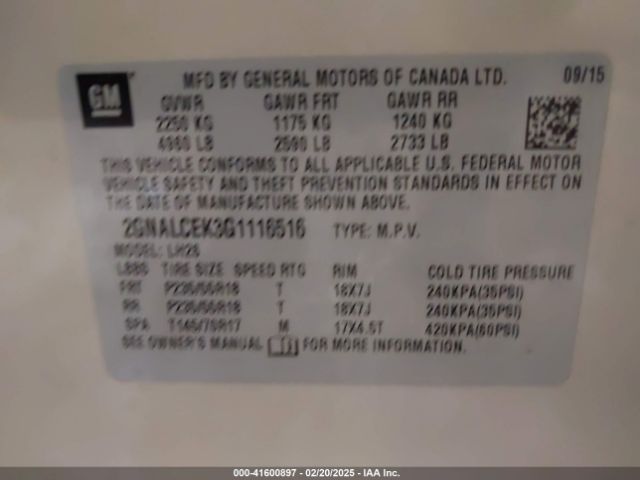 GM MFD BY GENERAL MOTORS OF CANADA LTD. 09/15
GVWR GAWR FRT GAWR RR
2250 KG 1175 KG 1240 KG
4960 LB 2590 LB 2733 LB
THIS VEHICLE CONFORMS TO ALL APPLICABLE U.S. FEDERAL MOTOR
VEHICLE SAFETY AND THEFT PREVENTION STANDARDS IN EFFECT ON
THE DATE OF MANUFACTURE SHOWN ABOVE.
2GNALCEK3G1116516 TYPE: M.P.V.
MODEL: LH26
LBBS TIRE SIZE SPEED RTG RIM COLD TIRE PRESSURE
FRT P235/55R18 T 18X7J 240KPA(35PSI)
RR P235/55R18 T 18X7J 240KPA(35PSI)
SPA T145/70R17 M 17X4.5T 420KPA(60PSI)
SEE OWNER'S MANUAL FOR MORE INFORMATION.
000-41600897 - 02/20/2025 - IAA Inc.